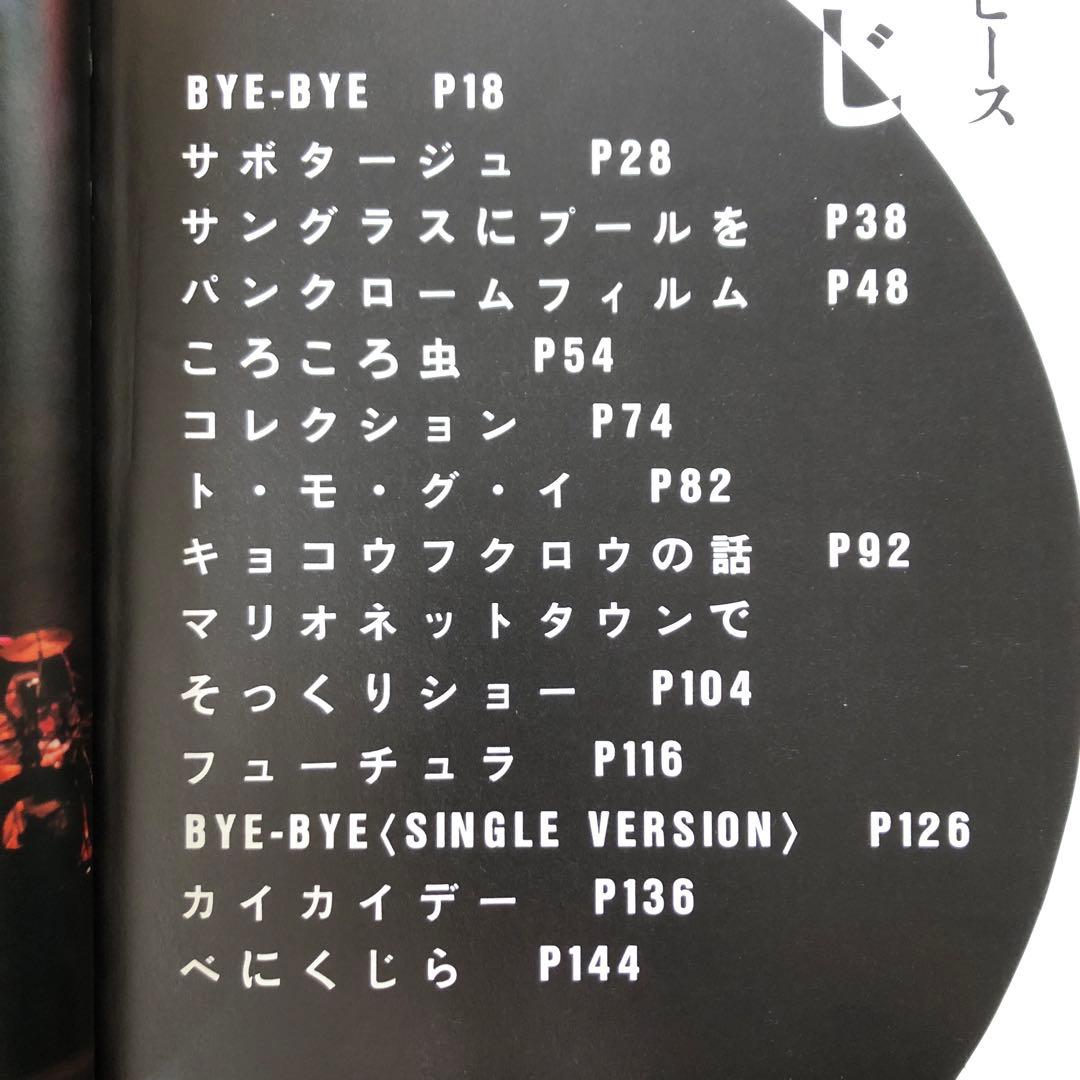 じ
ピース
BYE-BYE P18
サボタージュ P28
サングラスにプールを P38
パンクロームフィルム P48
ころころ虫 P54
コレクション P74
ト・モ・グ・イ P82
キョコウフクロウの話 P92
マリオネットタウンで
そっくりショー P104
フューチュラ P116
BYE-BYE〈SINGLE VERSION〉 P126
カイカイデー P136
べにくじら P144